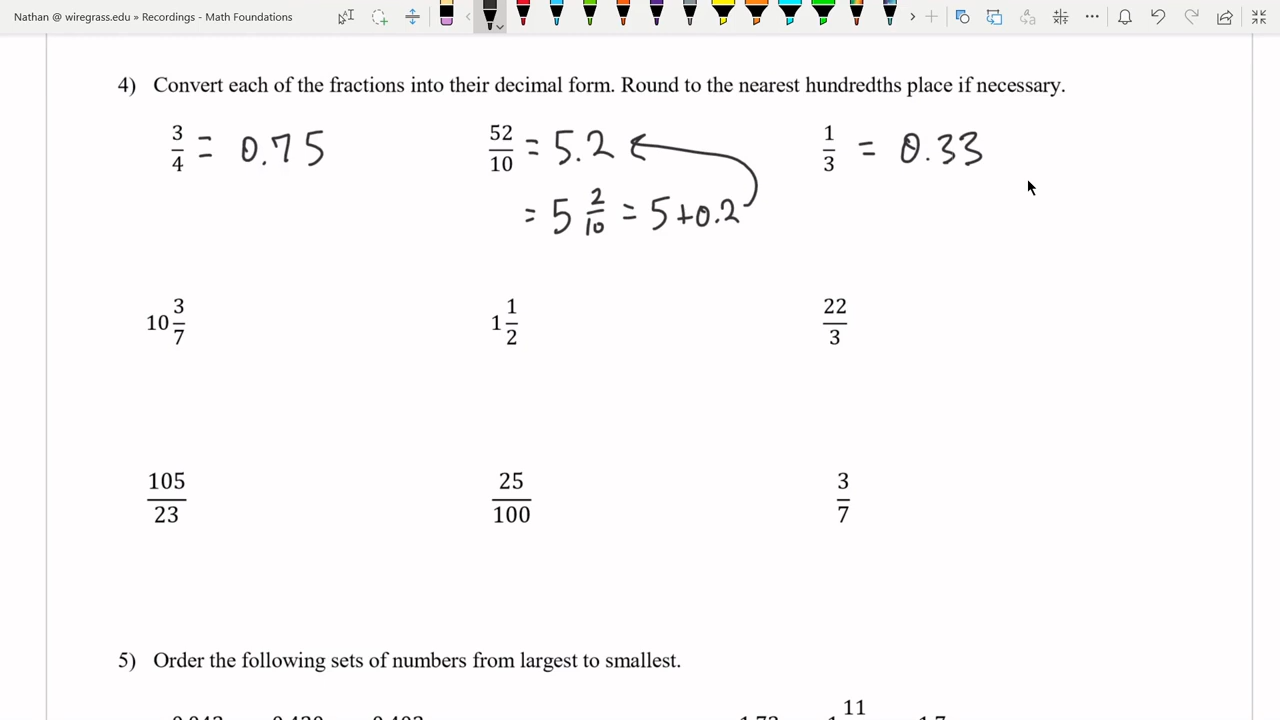 Nathan @ wiregrass.edu » Recordings - Math Foundations
4) Convert each of the fractions into their decimal form. Round to the nearest hundredths place if necessary.
3/4 = 0.75
52/10 = 5.2
= 5 2/10 = 5+0.2
1/3 = 0.33
10 3/7
1 1/2
22/3
105/23
25/100
3/7
5) Order the following sets of numbers from largest to smallest.
11